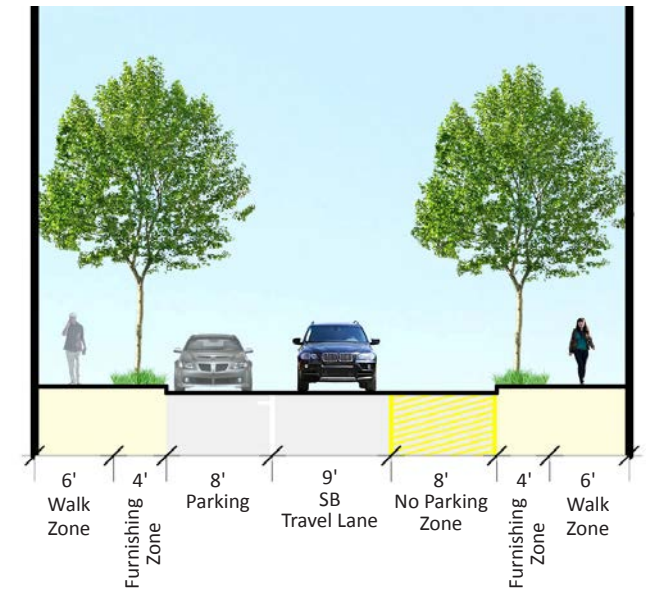 6'
Walk
Zone
4'
Furnishing
Zone
8'
Parking
9'
SB
Travel Lane
8'
No Parking
Zone
4'
Furnishing
Zone
6'
Walk
Zone